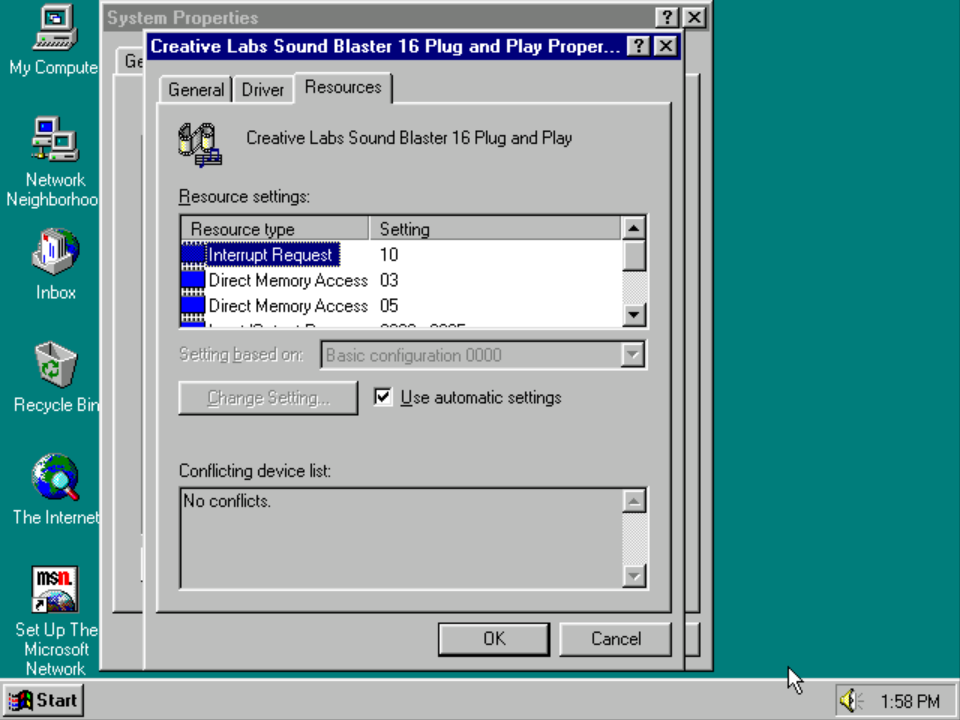 System Properties
Creative Labs Sound Blaster 16 Plug and Play Proper...
Ge
General
Driver
Resources
Creative Labs Sound Blaster 16 Plug and Play
Resource settings:
Resource type Setting
Interrupt Request 10
Direct Memory Access 03
Direct Memory Access 05
Setting based on: Basic configuration 0000
Change Setting...
Use automatic settings
Conflicting device list:
No conflicts.
OK
Cancel
My Compute
Network
Neighborhoo
Inbox
Recycle Bin
The Internet
msn.
Set Up The
Microsoft
Network
Start
1:58 PM